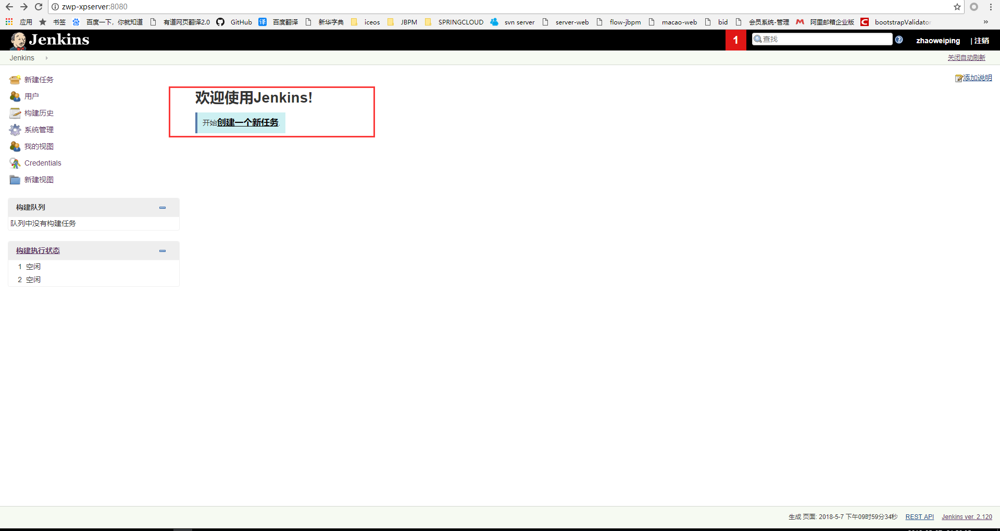 zwp-xpserver:8080
应用 书签 百度一下，你就知道 有道网页翻译2.0 GitHub 译 百度翻译 新华字典 iceos JBPM SPRINGCLOUD svn server server-web flow-jbpm macao-web bid 会员系统-管理 阿里邮箱企业版 bootstrapValidator »
Jenkins 1 查找 zhaoweiping | 注销
Jenkins 关闭自动刷新
添加说明
新建任务
用户
构建历史
系统管理
我的视图
Credentials
新建视图
欢迎使用Jenkins!
开始创建一个新任务.
构建队列
队列中没有构建任务
构建执行状态
1 空闲
2 空闲
生成 页面: 2018-5-7 下午09时59分34秒 REST API Jenkins ver. 2.120